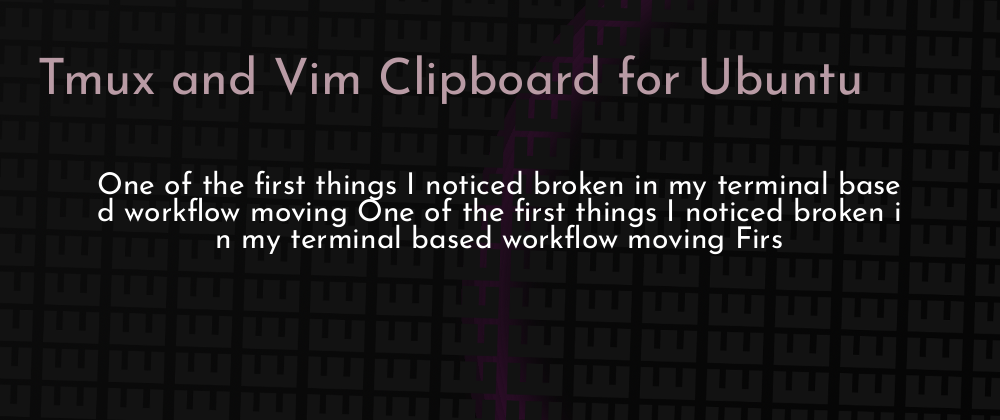 Tmux and Vim Clipboard for Ubuntu
One of the first things I noticed broken in my terminal base
d workflow moving One of the first things I noticed broken i
n my terminal based workflow moving Firs